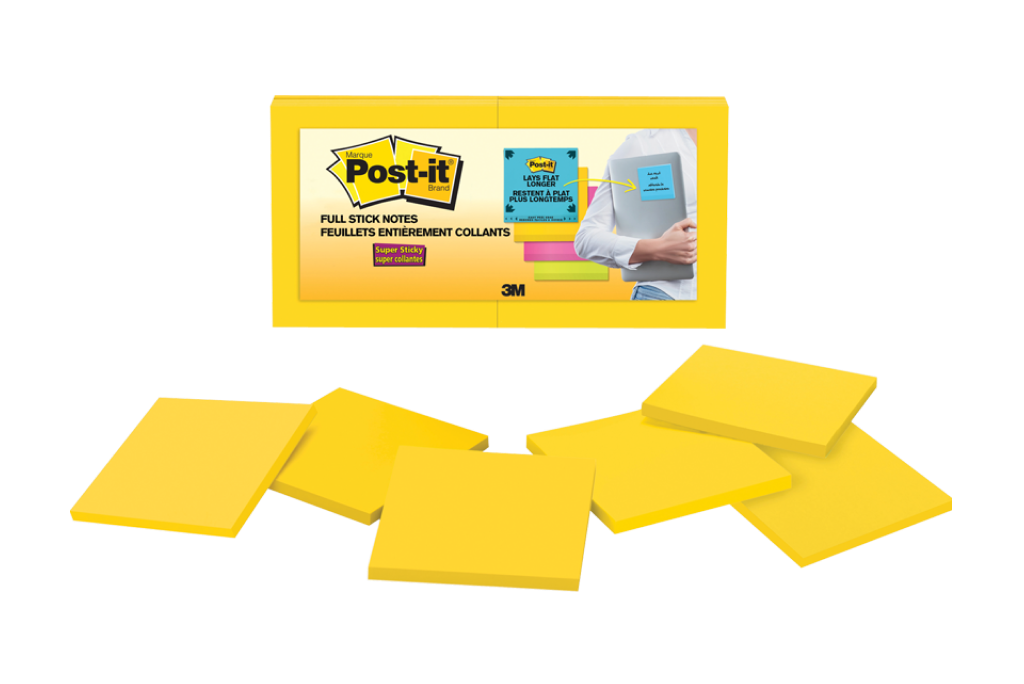 Marque
Post-it®
Brand
FULL STICK NOTES
FEUILLETS ENTIÈREMENT COLLANTS
Super Sticky
super collantes
Post-it
LAYS FLAT
LONGER
RESTENT À PLAT
PLUS LONGTEMPS
3M